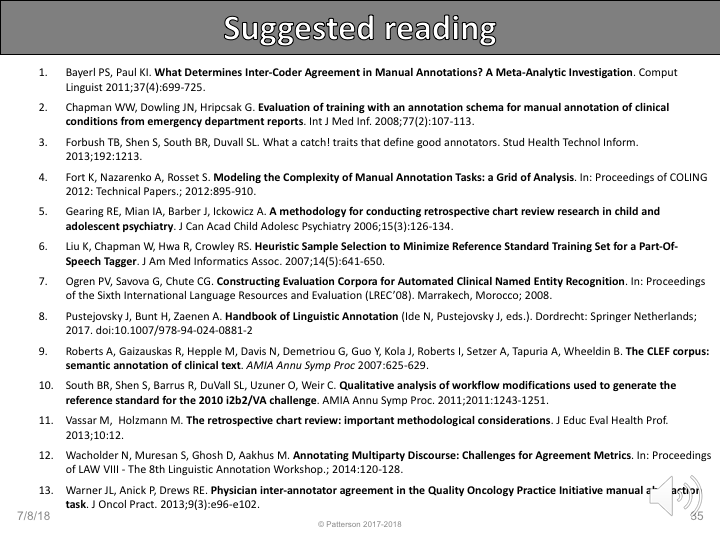 Suggested reading
1. Bayerl PS, Paul KI. What Determines Inter-Coder Agreement in Manual Annotations? A Meta-Analytic Investigation. Comput
Linguist 2011;37(4):699-725.
2. Chapman WW, Dowling JN, Hripcsag G. Evaluation of training with an annotation schema for manual annotation of clinical
conditions from emergency department reports. Int J Med Inf. 2008;77(2):107-113.
3. Forbush TB, Shen S, South BR, Duvall SL. What a catch! traits that define good annotators. Stud Health Technol Inform.
2013;192:1213.
4. Fort K, Nazarenko A, Rosset S. Modeling the Complexity of Manual Annotation Tasks: a Grid of Analysis. In: Proceedings of COLING
2012: Technical Papers.; 2012:895-910.
5. Gearing RE, Mian IA, Barber J, Ickowicz A. A methodology for conducting retrospective chart review research in child and
adolescent psychiatry. J Can Acad Child Adolesc Psychiatry 2006;15(3):126-134.
6. Liu K, Chapman W, Hwa R, Crowley RS. Heuristic Sample Selection to Minimize Reference Standard Training Set for a Part-Of-
Speech Tagger. J Am Med Informatics Assoc. 2007;14(5):641-650.
7. Ogren PV, Savova G, Chute CG. Constructing Evaluation Corpora for Automated Clinical Named Entity Recognition. In: Proceedings
of the Sixth International Language Resources and Evaluation (LREC'08). Marrakech, Morocco; 2008.
8. Pustejovsky J, Bunt H, Zaenen A. Handbook of Linguistic Annotation (Ide N, Pustejovsky J, eds.). Dordrecht: Springer Netherlands;
2017. doi:10.1007/978-94-024-0881-2
9. Roberts A, Gaizauskas R, Hepple M, Davis N, Demetriou G, Guo Y, Kola J, Roberts I, Setzer A, Tapuria A, Wheeldin B. The CLEF corpus:
semantic annotation of clinical text. AMIA Annu Symp Proc 2007:625-629.
10. South BR, Shen S, Barrus R, DuVall SL, Uzuner O, Weir C. Qualitative analysis of workflow modifications used to generate the
reference standard for the 2010 i2b2/VA challenge. AMIA Annu Symp Proc. 2011;2011:1243-1251.
11. Vassar M, Holzmann M. The retrospective chart review: important methodological considerations. J Educ Eval Health Prof.
2013;10:12.
12. Wacholder N, Muresan S, Ghosh D, Aakhus M. Annotating Multiparty Discourse: Challenges for Agreement Metrics. In: Proceedings
of LAW VIII - The 8th Linguistic Annotation Workshop.; 2014:120-128.
13. Warner JL, Anick P, Drews RE. Physician inter-annotator agreement in the Quality Oncology Practice Initiative manual
task. J Oncol Pract. 2013;9(3):e96-e102.
7/8/18
© Patterson 2017-2018
35